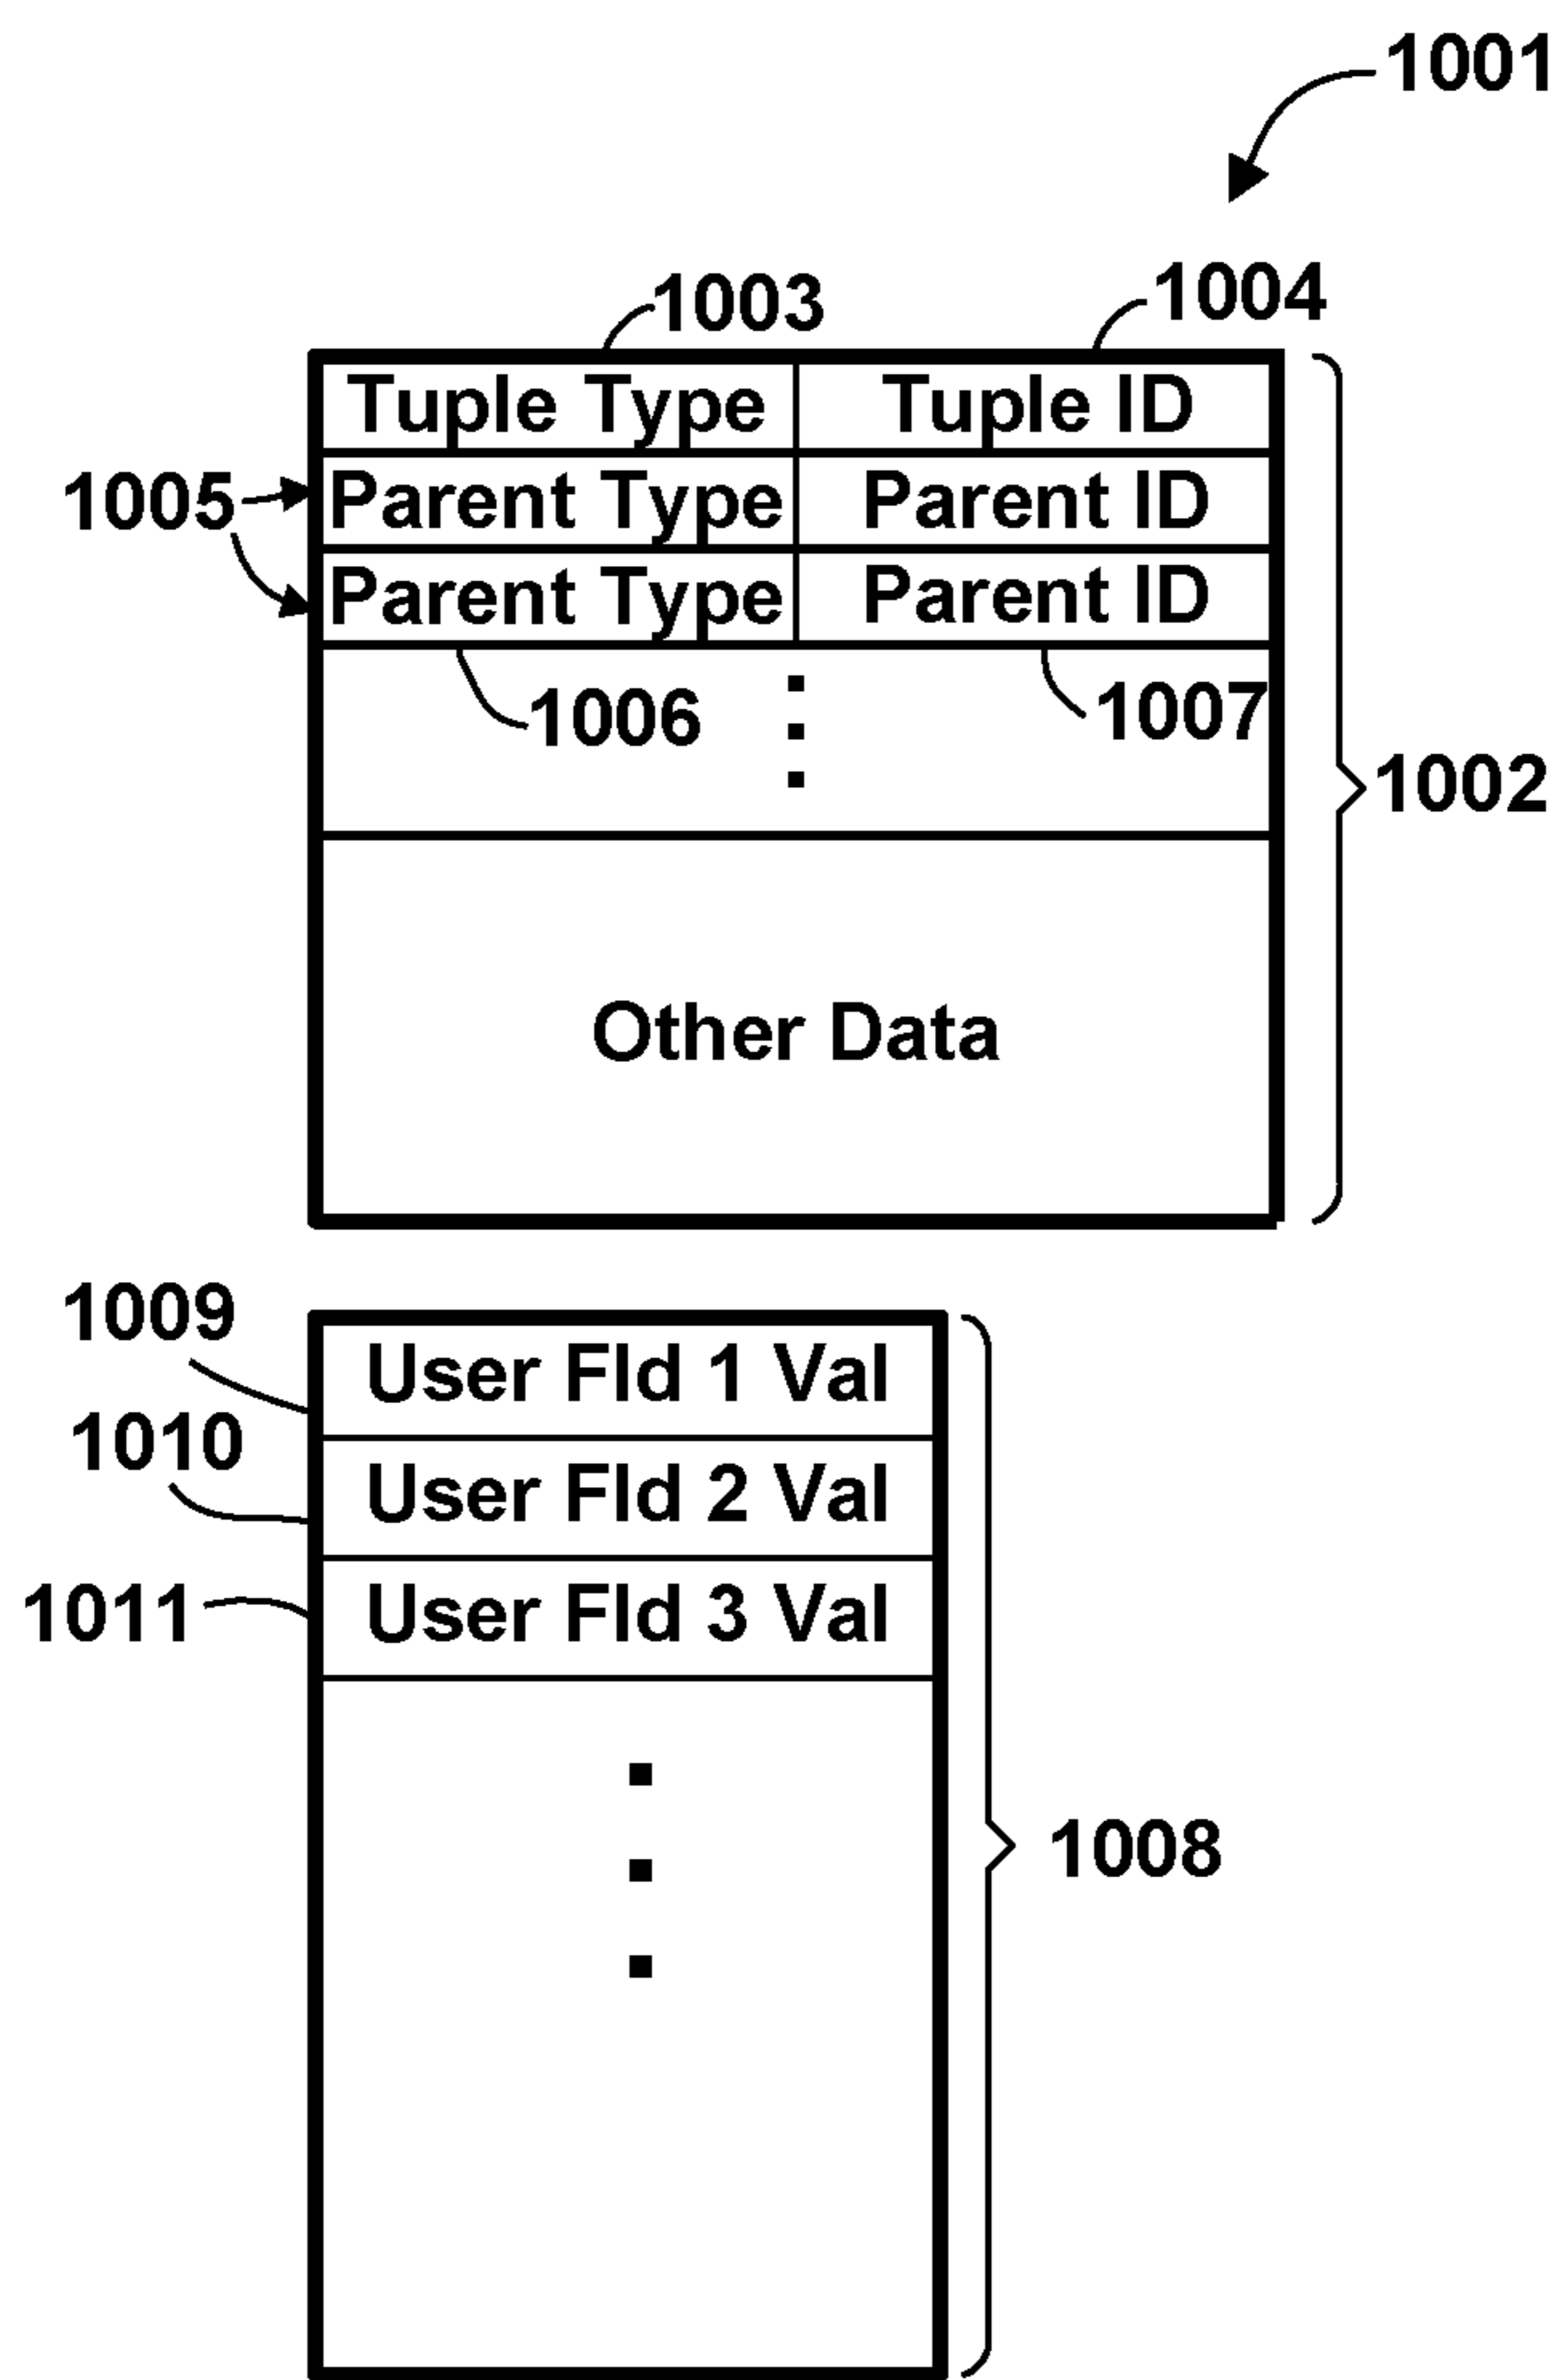 1001
1003 1004
Tuple Type Tuple ID
1005 Parent Type Parent ID
Parent Type Parent ID
1006 1007
1002
Other Data
1009
User Fld 1 Val
1010
User Fld 2 Val
1011 User Fld 3 Val
1008